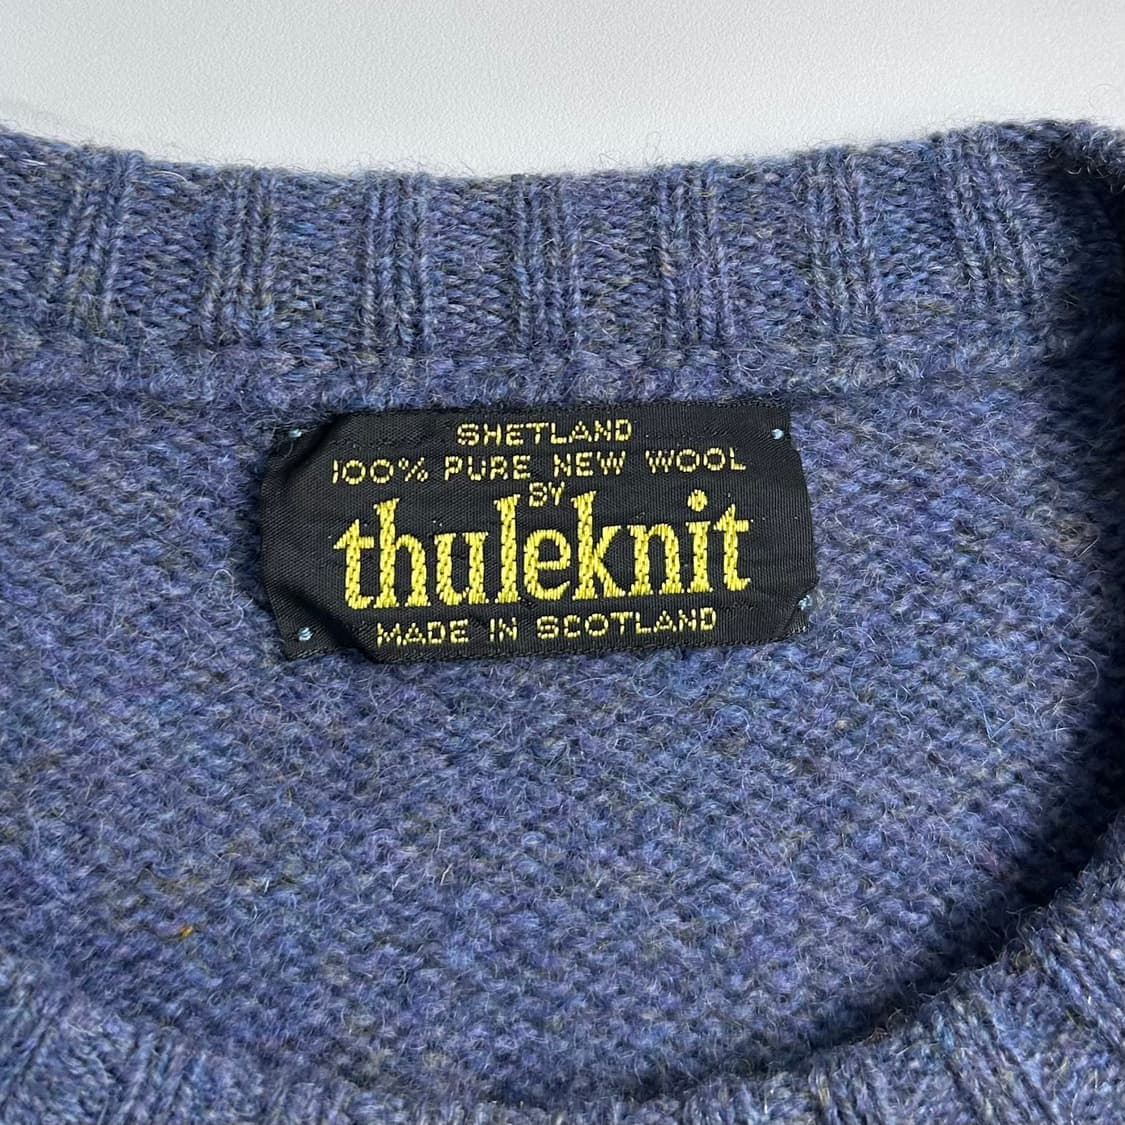 SHETLAND
100% PURE NEW WOOL
BY
thuleknit
MADE IN SCOTLAND